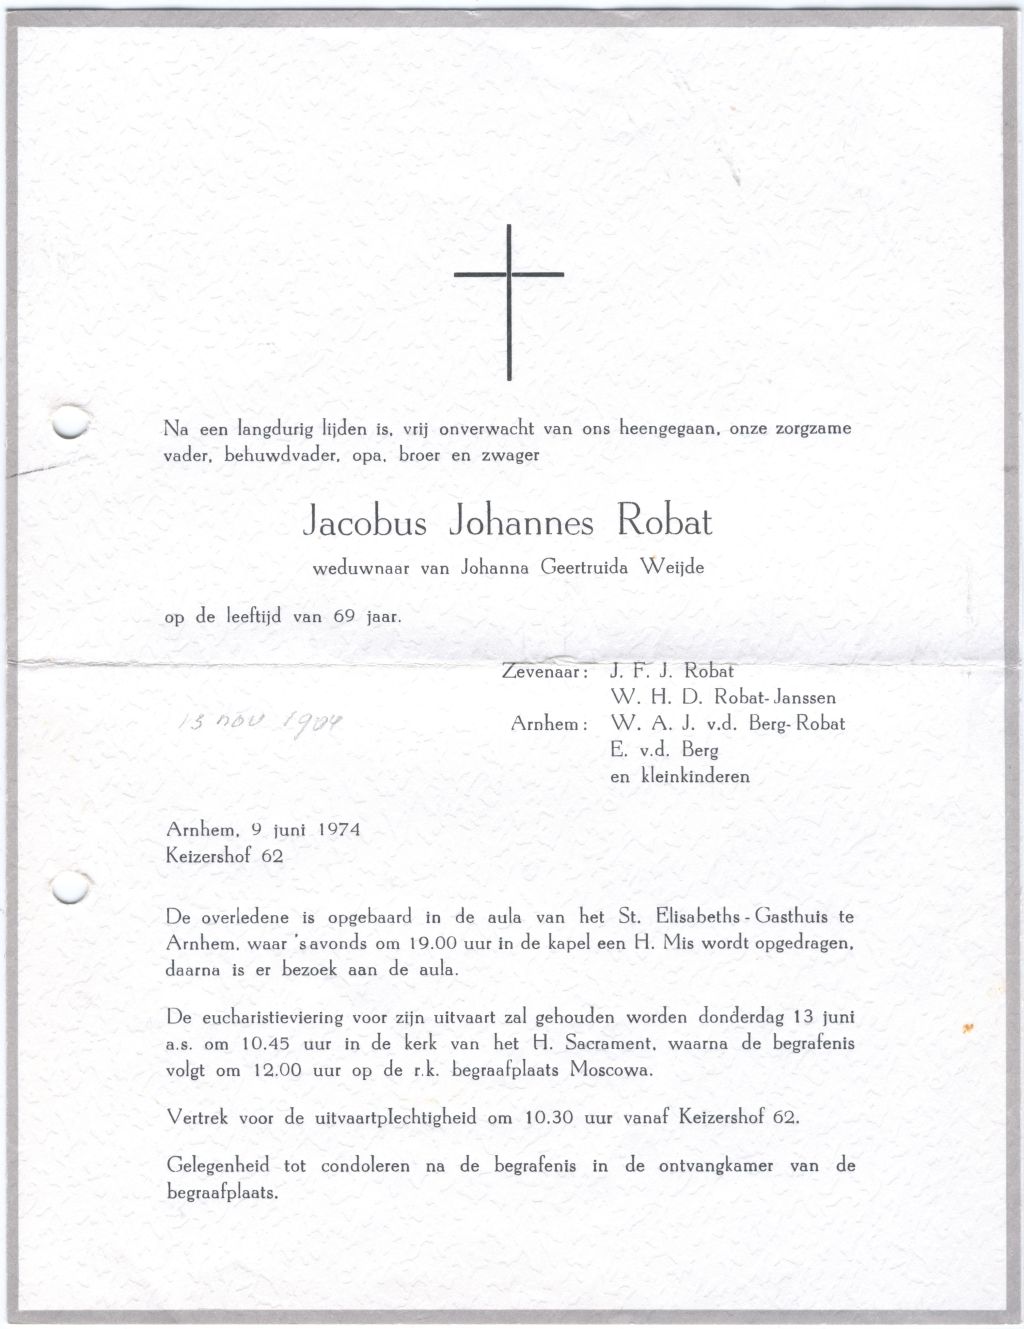 Na een langdurig lijden is, vrij onverwacht van ons heengegaan, onze zorgzame
vader, behuwdvader, opa, broer en zwager
Jacobus Johannes Robat
weduwnaar van Johanna Geertruida Weijde
op de leeftijd van 69 jaar.
Zevenaar: J. F. J. Robat
W. H. D. Robat-Janssen
13 nov 1904
Arnhem: W. A. J. v.d. Berg-Robat
E. v.d. Berg
en kleinkinderen
Arnhem, 9 juni 1974
Keizershof 62
De overledene is opgebaard in de aula van het St. Elisabeths-Gasthuis te
Arnhem, waar 's avonds om 19.00 uur in de kapel een H. Mis wordt opgedragen,
daarna is er bezoek aan de aula.
De eucharistieviering voor zijn uitvaart zal gehouden worden donderdag 13 juni
a.s. om 10.45 uur in de kerk van het H. Sacrament, waarna de begrafenis
volgt om 12.00 uur op de r.k. begraafplaats Moscowa.
Vertrek voor de uitvaartplechtigheid om 10.30 uur vanaf Keizershof 62.
Gelegenheid tot condoleren na de begrafenis in de ontvangkamer van de
begraafplaats.